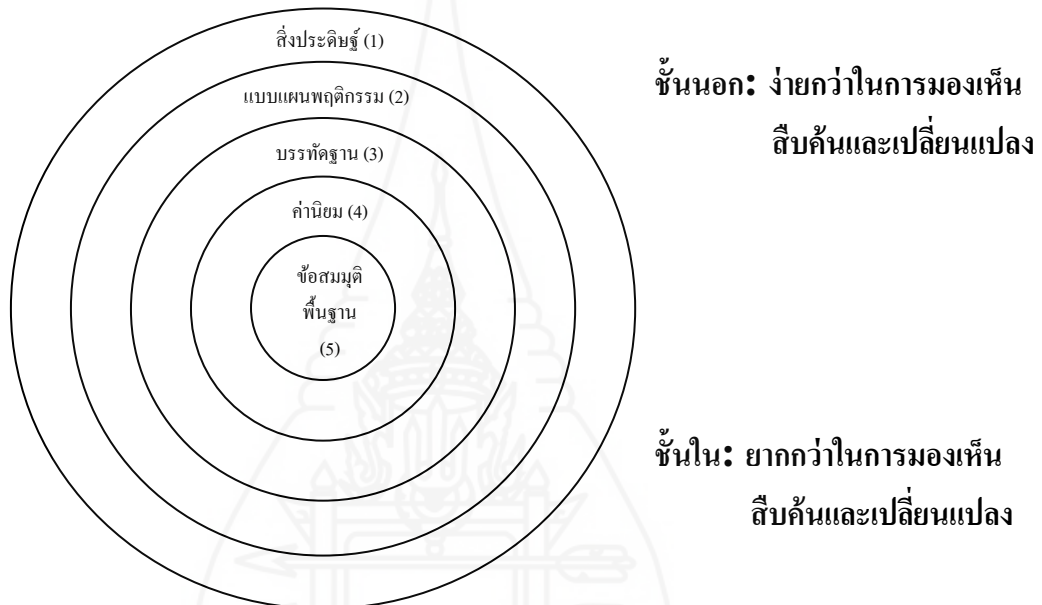 สิ่งประดิษฐ์ (1)
แบบแผนพฤติกรรม (2)
บรรทัดฐาน (3)
ค่านิยม (4)
ข้อสมมุติ
พื้นฐาน
(5)
ชั้นนอก: ง่ายกว่าในการมองเห็น
สืบค้นและเปลี่ยนแปลง
ชั้นใน: ยากกว่าในการมองเห็น
สืบค้นและเปลี่ยนแปลง